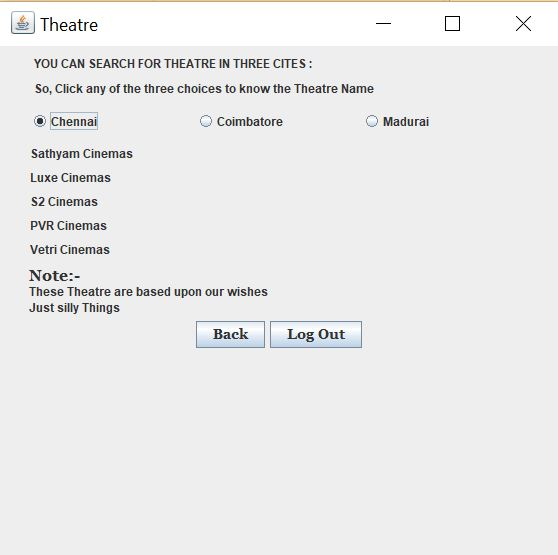 Theatre
YOU CAN SEARCH FOR THEATRE IN THREE CITES :
So, Click any of the three choices to know the Theatre Name
Chennai Coimbatore Madurai
Sathyam Cinemas
Luxe Cinemas
S2 Cinemas
PVR Cinemas
Vetri Cinemas
Note:-
These Theatre are based upon our wishes
Just silly Things
Back Log Out